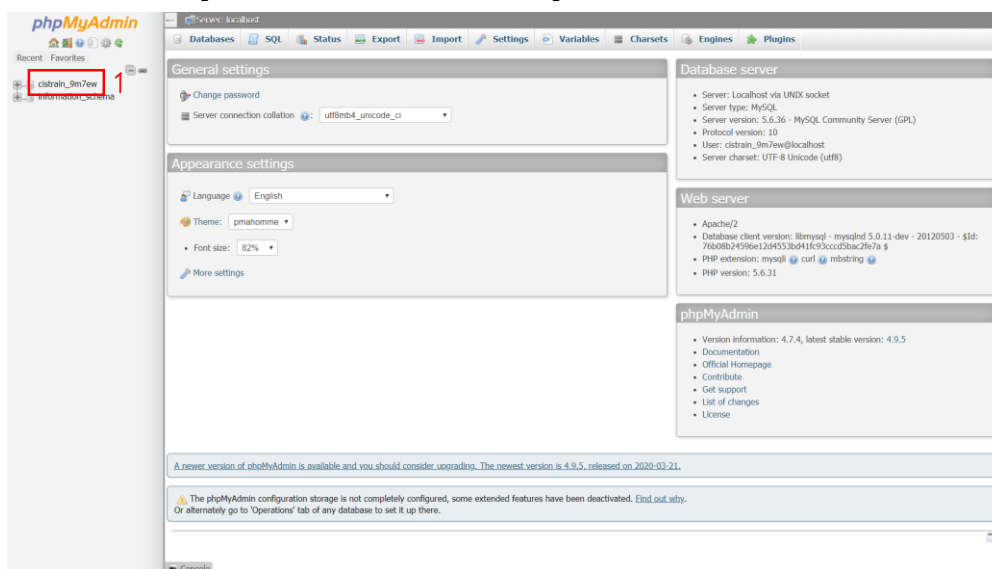 phpMyAdmin
Recent Favorites
cistrain_9m7ew
1
information_schema
Server: localhost
Databases SQL Status Export Import Settings Variables Charsets Engines Plugins
General settings
Change password
Server connection collation : utf8mb4_unicode_ci
Appearance settings
Language English
Theme: pmahomme
Font size: 82%
More settings
Database server
Server: Localhost via UNIX socket
Server type: MySQL
Server version: 5.6.36 - MySQL Community Server (GPL)
Protocol version: 10
User: cistrain_9m7ew@localhost
Server charset: UTF-8 Unicode (utf8)
Web server
Apache/2
Database client version: libmysql - mysqlnd 5.0.11-dev - 20120503 - $Id:
76b08b24596e12d4553bd41fc93cccd5bac2fe7a $
PHP extension: mysqli curl mbstring
PHP version: 5.6.31
phpMyAdmin
Version information: 4.7.4, latest stable version: 4.9.5
Documentation
Official Homepage
Contribute
Get support
List of changes
License
A newer version of phpMyAdmin is available and you should consider upgrading. The newest version is 4.9.5, released on 2020-03-21.
The phpMyAdmin configuration storage is not completely configured, some extended features have been deactivated. Find out why.
Or alternately go to 'Operations' tab of any database to set it up there.
Console